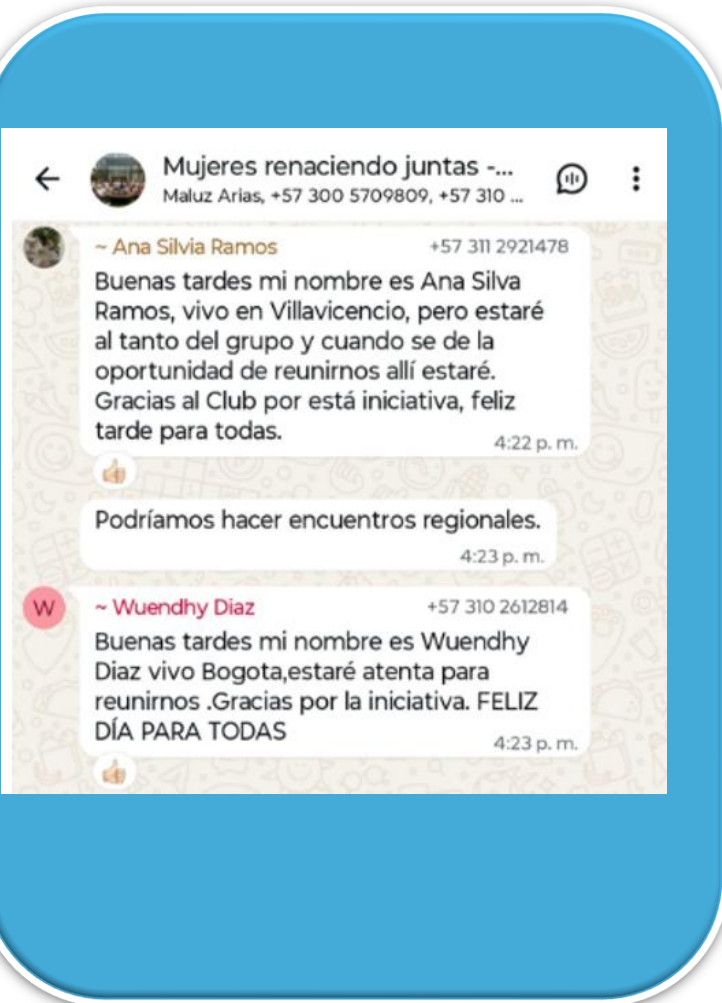 Mujeres renaciendo juntas -...
Maluz Arias, +57 300 5709809, +57 310 ...
~ Ana Silvia Ramos +57 311 2921478
Buenas tardes mi nombre es Ana Silva
Ramos, vivo en Villavicencio, pero estaré
al tanto del grupo y cuando se de la
oportunidad de reunirnos allí estaré.
Gracias al Club por está iniciativa, feliz
tarde para todas.
4:22 p. m.
Podríamos hacer encuentros regionales.
4:23 p. m.
W
~ Wuendhy Diaz +57 310 2612814
Buenas tardes mi nombre es Wuendhy
Diaz vivo Bogota,estaré atenta para
reunirnos .Gracias por la iniciativa. FELIZ
DÍA PARA TODAS
4:23 p. m.